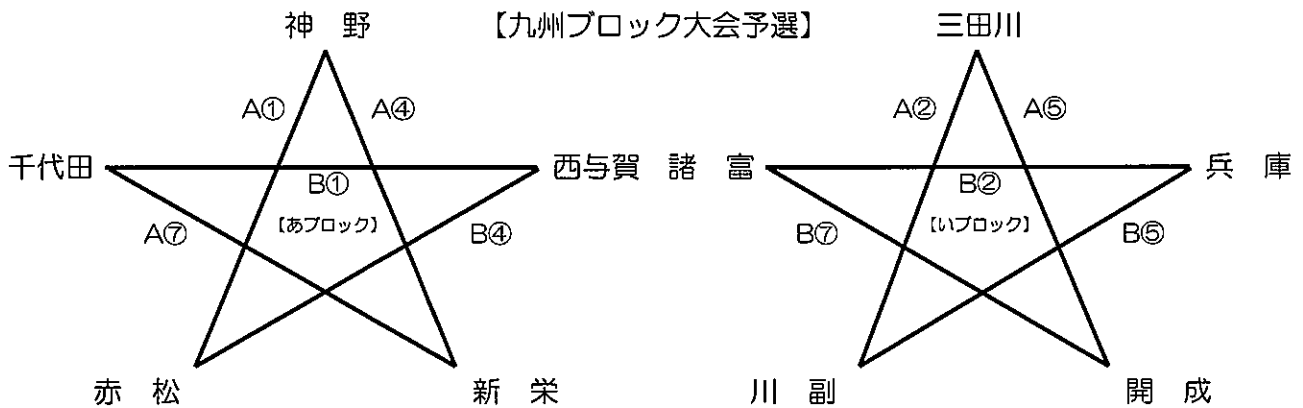 神 野 【九州ブロック大会予選】 三田川
A① A④ A② A⑤
千代田 西与賀 諸 富 兵 庫
B① B②
【あブロック】 【いブロック】
A⑦ B④ B⑦ B⑤
赤 松 新 栄 川 副 開 成